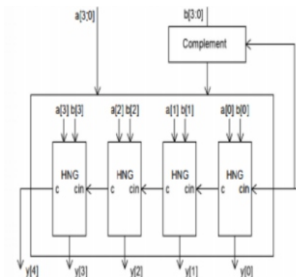 a[3;0]
b[3:0]
Complement
a[3] b[3]
a[2] b[2]
a[1] b[1]
a[0] b[0]
HNG
HNG
HNG
HNG
c cin
c cin
c cin
c cin
y[4]
y[3]
y[2]
y[1]
y[0]